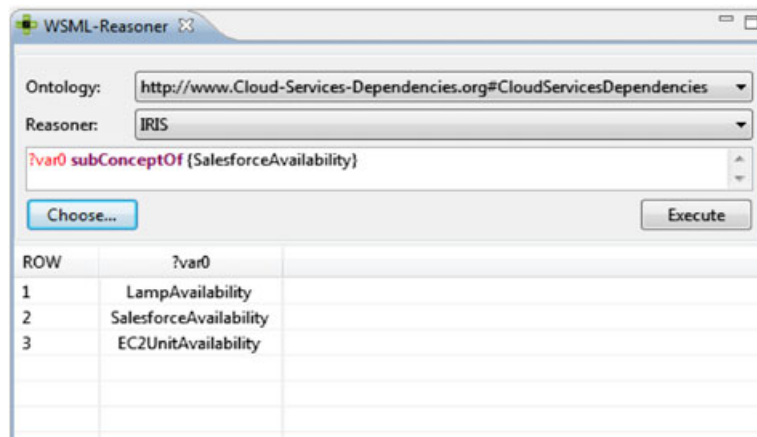 WSML-Reasoner
Ontology: http://www.Cloud-Services-Dependencies.org#CloudServicesDependencies
Reasoner: IRIS
?var0 subConceptOf {SalesforceAvailability}
Choose... Execute
ROW ?var0
1 LampAvailability
2 SalesforceAvailability
3 EC2UnitAvailability